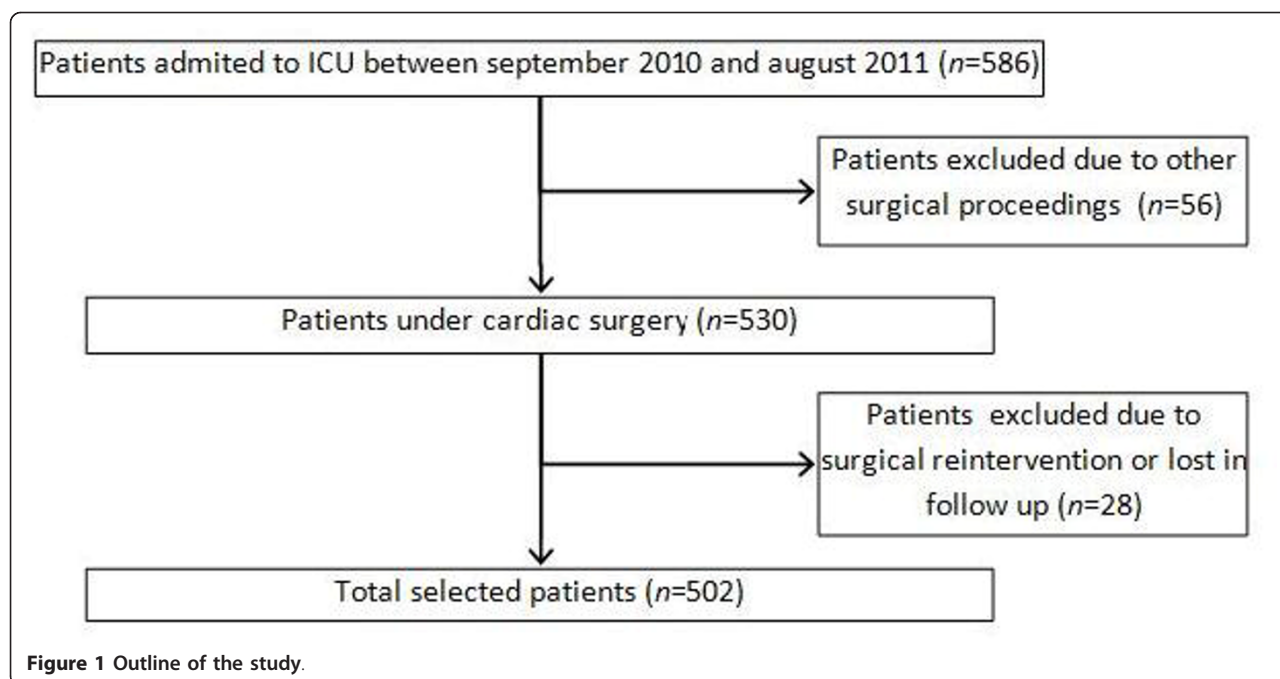 Patients admited to ICU between september 2010 and august 2011 (n=586)
Patients excluded due to other
surgical proceedings (n=56)
Patients under cardiac surgery (n=530)
Patients excluded due to
surgical reintervention or lost in
follow up (n=28)
Total selected patients (n=502)
Figure 1 Outline of the study.